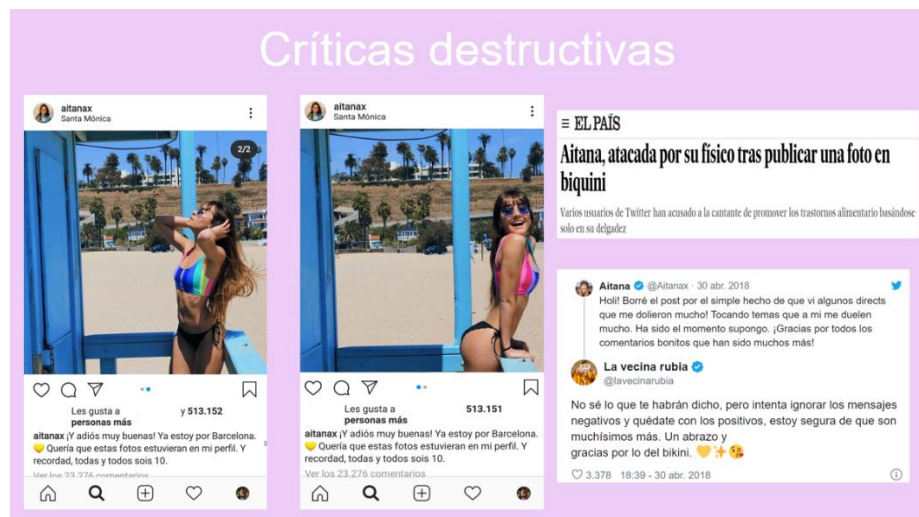 Críticas destructivas
aitanax
Santa Mónica
2/2
Les gusta a y 513.152
personas más
aitanax ¡Y adiós muy buenas! Ya estoy por Barcelona.
💛 Quería que estas fotos estuvieran en mi perfil. Y
recordad, todas y todos sois 10.
Ver los 23.276 comentarios
aitanax
Santa Mónica
Les gusta a 513.151
personas más
aitanax ¡Y adiós muy buenas! Ya estoy por Barcelona.
💛 Quería que estas fotos estuvieran en mi perfil. Y
recordad, todas y todos sois 10.
Ver los 23.276 comentarios
≡ EL PAÍS
Aitana, atacada por su físico tras publicar una foto en
biquini
Varios usuarios de Twitter han acusado a la cantante de promover los trastornos alimentario basándose
solo en su delgadez
Aitana @Aitanax · 30 abr. 2018
Holi! Borré el post por el simple hecho de que vi algunos directs
que me dolieron mucho! Tocando temas que a mi me duelen
mucho. Ha sido el momento supongo. ¡Gracias por todos los
comentarios bonitos que han sido muchos más!
La vecina rubia
@lavecinarubia
No sé lo que te habrán dicho, pero intenta ignorar los mensajes
negativos y quédate con los positivos, estoy segura de que son
muchísimos más. Un abrazo y
gracias por lo del bikini. 💛✨😘
3.378 18:39 - 30 abr. 2018